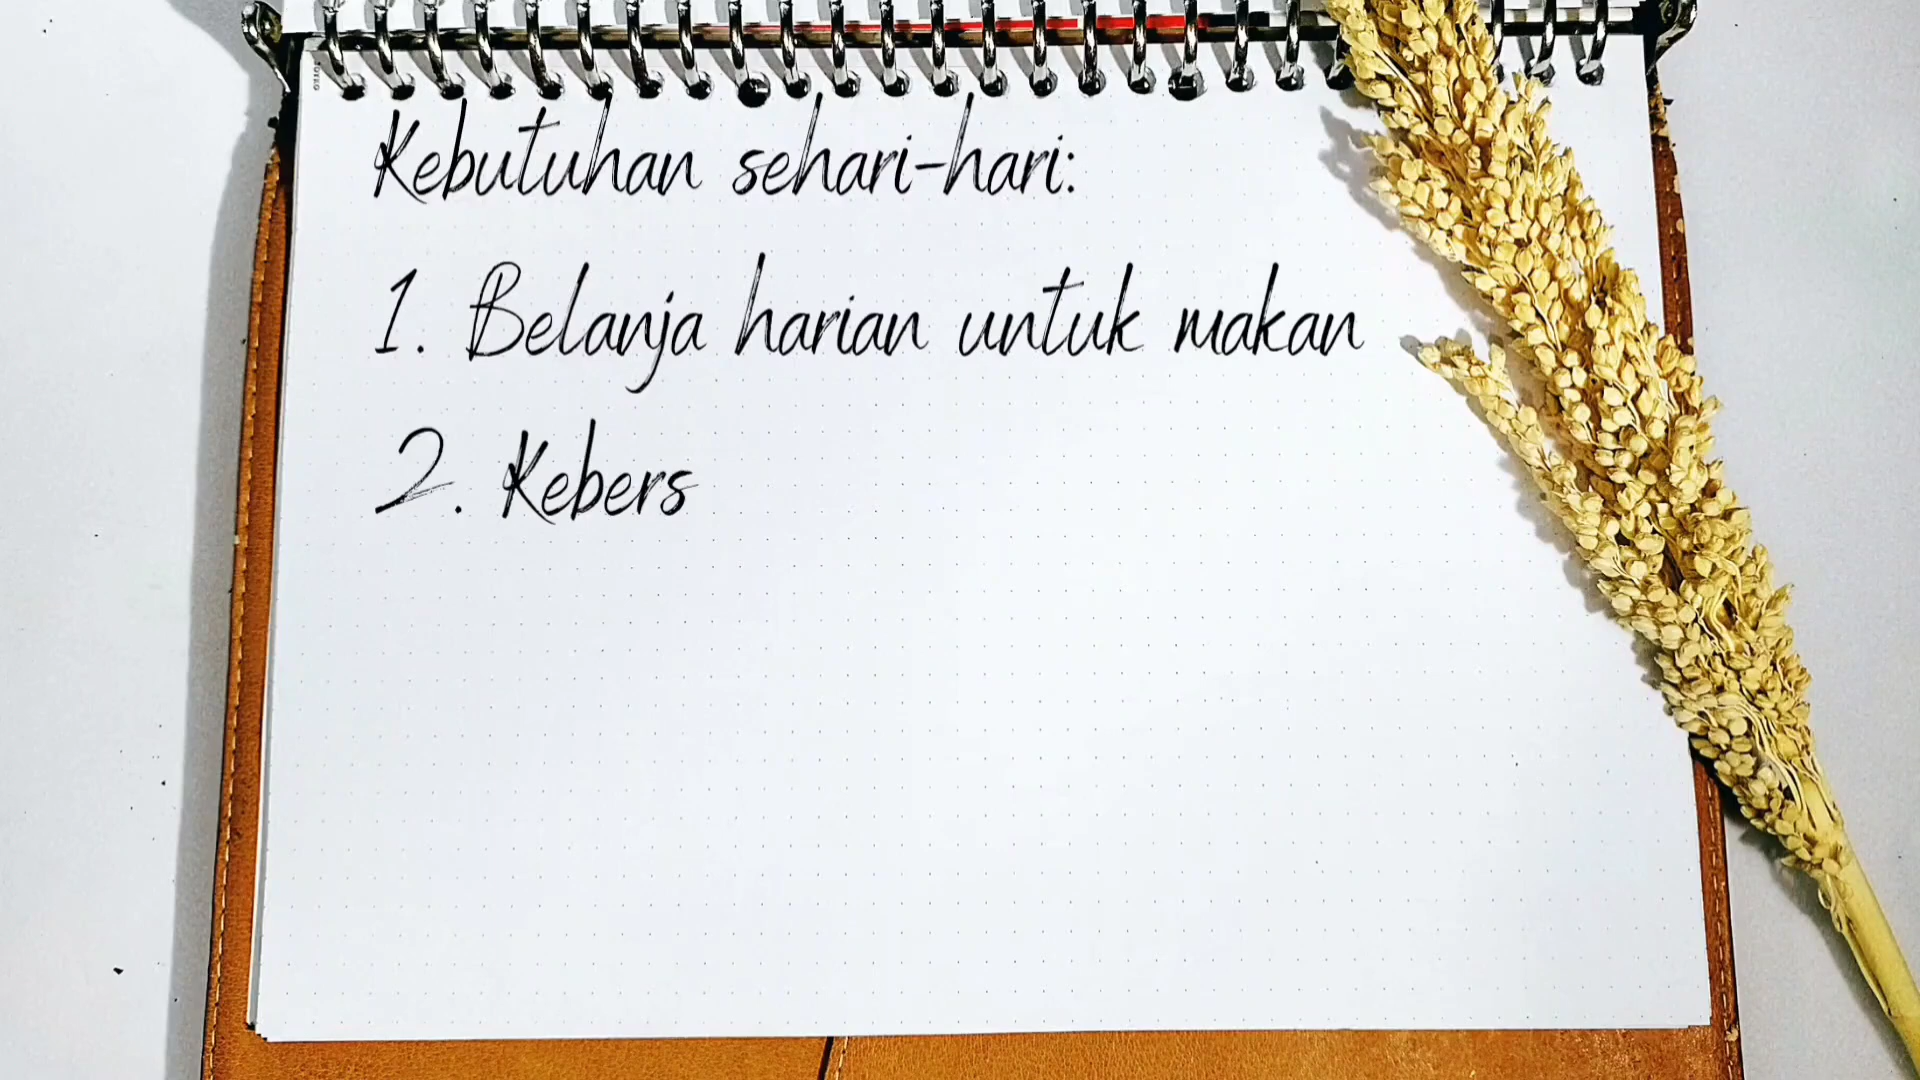 Kebutuhan sehari-hari:
1. Belanja harian untuk makan
2. Kebers